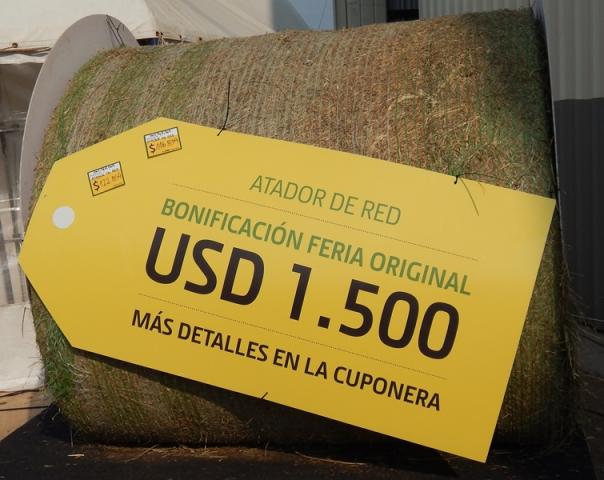 ATADOR DE RED
BONIFICACIÓN FERIA ORIGINAL
USD 1.500
MÁS DETALLES EN LA CUPONERA